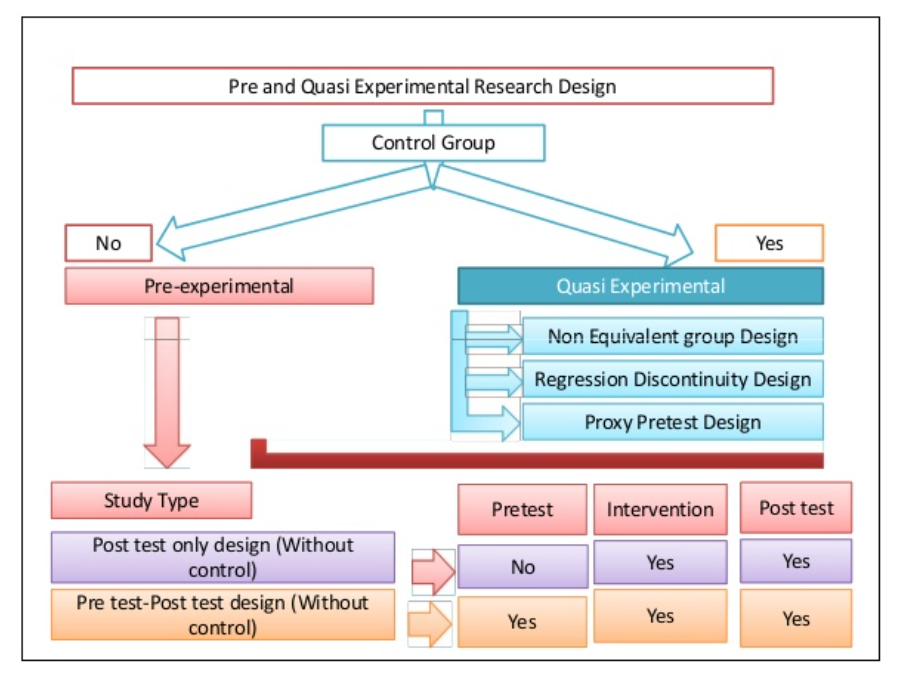 Pre and Quasi Experimental Research Design
Control Group
No
Yes
Pre-experimental
Quasi Experimental
Non Equivalent group Design
Regression Discontinuity Design
Proxy Pretest Design
Study Type
Pretest
Intervention
Post test
Post test only design (Without
control)
No
Yes
Yes
Pre test-Post test design (Without
control)
Yes
Yes
Yes